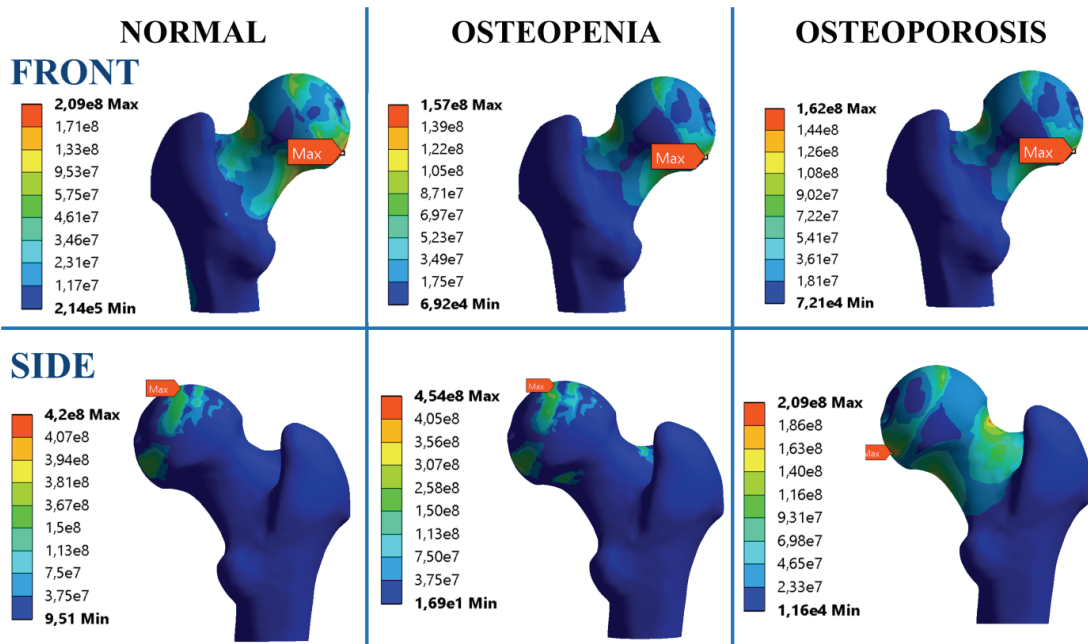 NORMAL
OSTEOPENIA
OSTEOPOROSIS
FRONT
2,09e8 Max
1,71e8
1,33e8
9,53e7
5,75e7
4,61e7
3,46e7
2,31e7
1,17e7
2,14e5 Min
Max
1,57e8 Max
1,39e8
1,22e8
1,05e8
8,71e7
6,97e7
5,23e7
3,49e7
1,75e7
6,92e4 Min
Max
1,62e8 Max
1,44e8
1,26e8
1,08e8
9,02e7
7,22e7
5,41e7
3,61e7
1,81e7
7,21e4 Min
Max
SIDE
4,2e8 Max
4,07e8
3,94e8
3,81e8
3,67e8
1,5e8
1,13e8
7,5e7
3,75e7
9,51 Min
Max
4,54e8 Max
4,05e8
3,56e8
3,07e8
2,58e8
1,50e8
1,13e8
7,50e7
3,75e7
1,69e1 Min
Max
2,09e8 Max
1,86e8
1,63e8
1,40e8
1,16e8
9,31e7
6,98e7
4,65e7
2,33e7
1,16e4 Min
Max